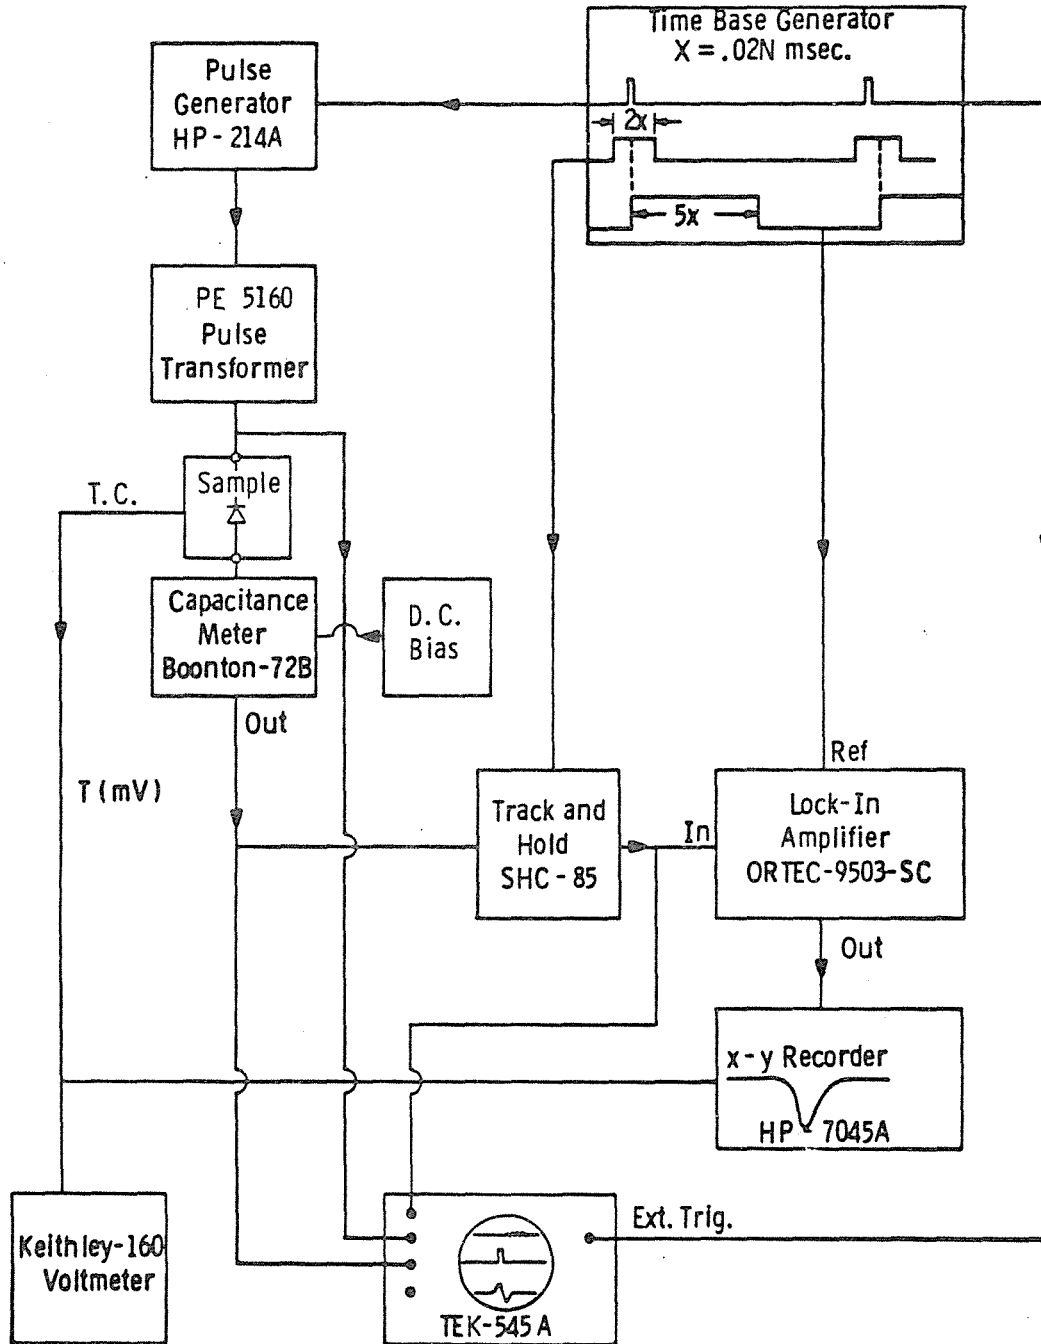 Time Base Generator
X = .02N msec.
2x
5x
Pulse
Generator
HP-214A
PE 5160
Pulse
Transformer
T.C.
Sample
Capacitance
Meter
Boonton-72B
D.C.
Bias
Out
T (mV)
Ref
Track and
Hold
SHC-85
In
Lock-In
Amplifier
ORTEC-9503-SC
Out
x-y Recorder
HP-7045A
Keithley-160
Voltmeter
Ext. Trig.
TEK-545A